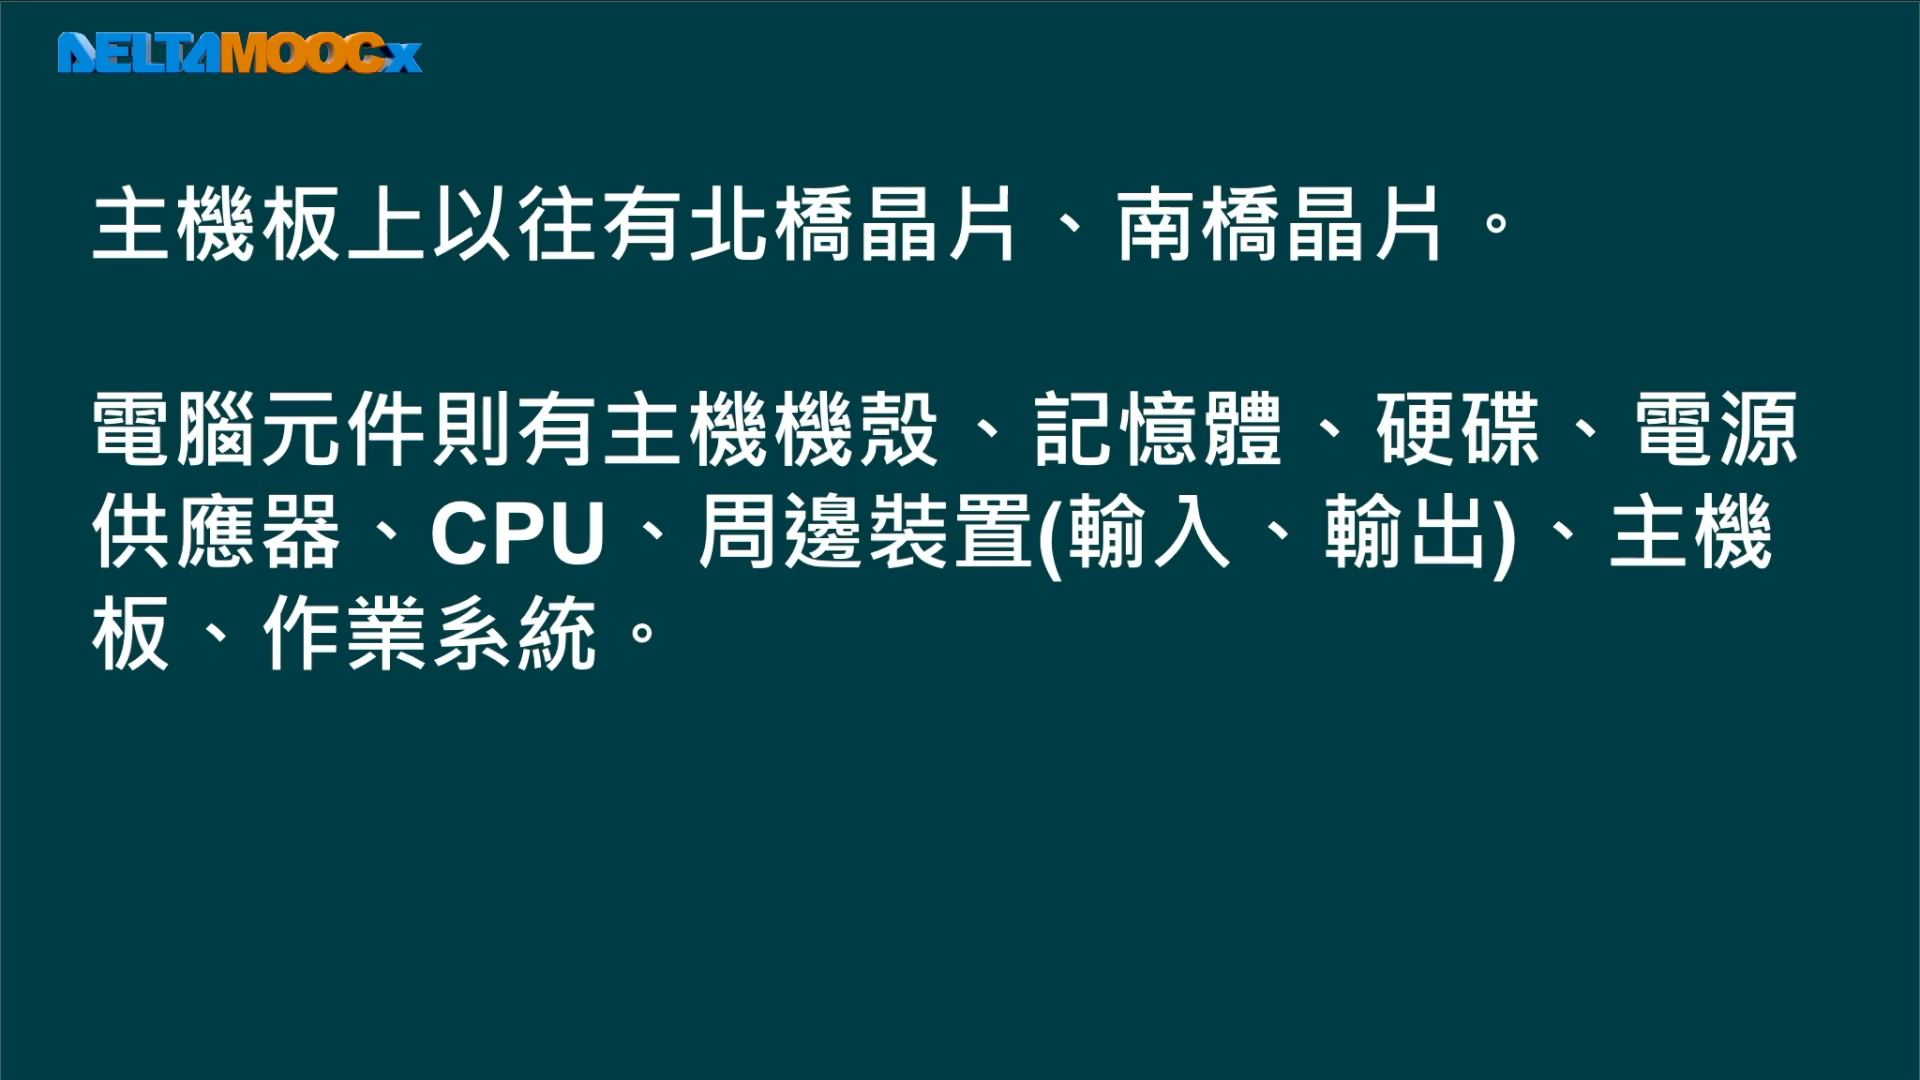 DELTAMOOCx
主機板上以往有北橋晶片、南橋晶片。
電腦元件則有主機機殼、記憶體、硬碟、電源
供應器、CPU、周邊裝置(輸入、輸出)、主機
板、作業系統。